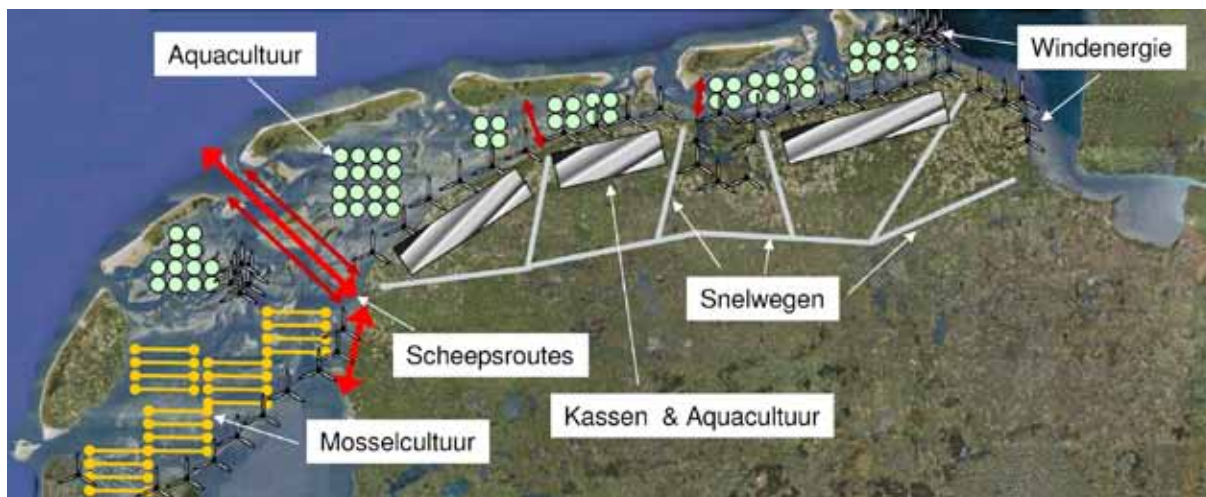 Aquacultuur
Windenergie
Snelwegen
Scheepsroutes
Kassen & Aquacultuur
Mosselcultuur